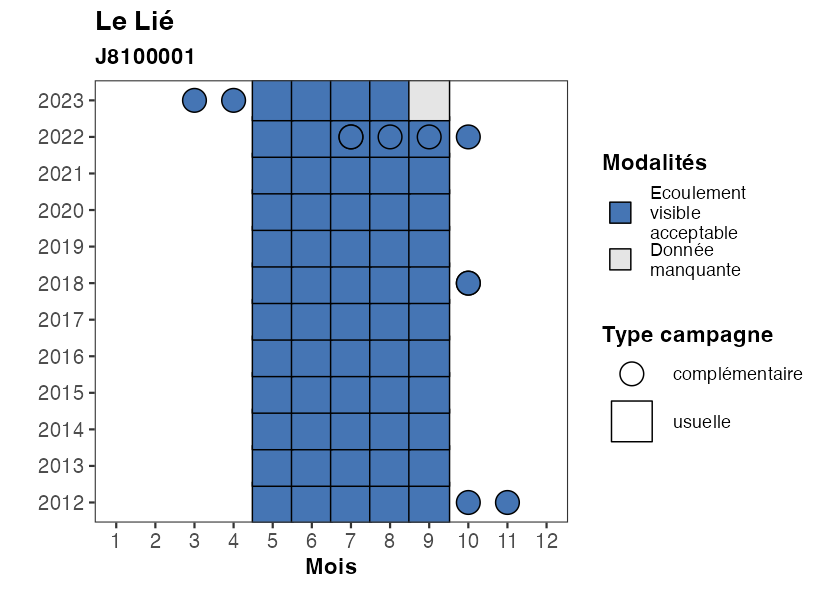 Le Lié
J8100001
2023
2022
2021
2020
2019
2018
2017
2016
2015
2014
2013
2012
1 2 3 4 5 6 7 8 9 10 11 12
Mois
Modalités
Ecoulement
visible
acceptable
Donnée
manquante
Type campagne
complémentaire
usuelle